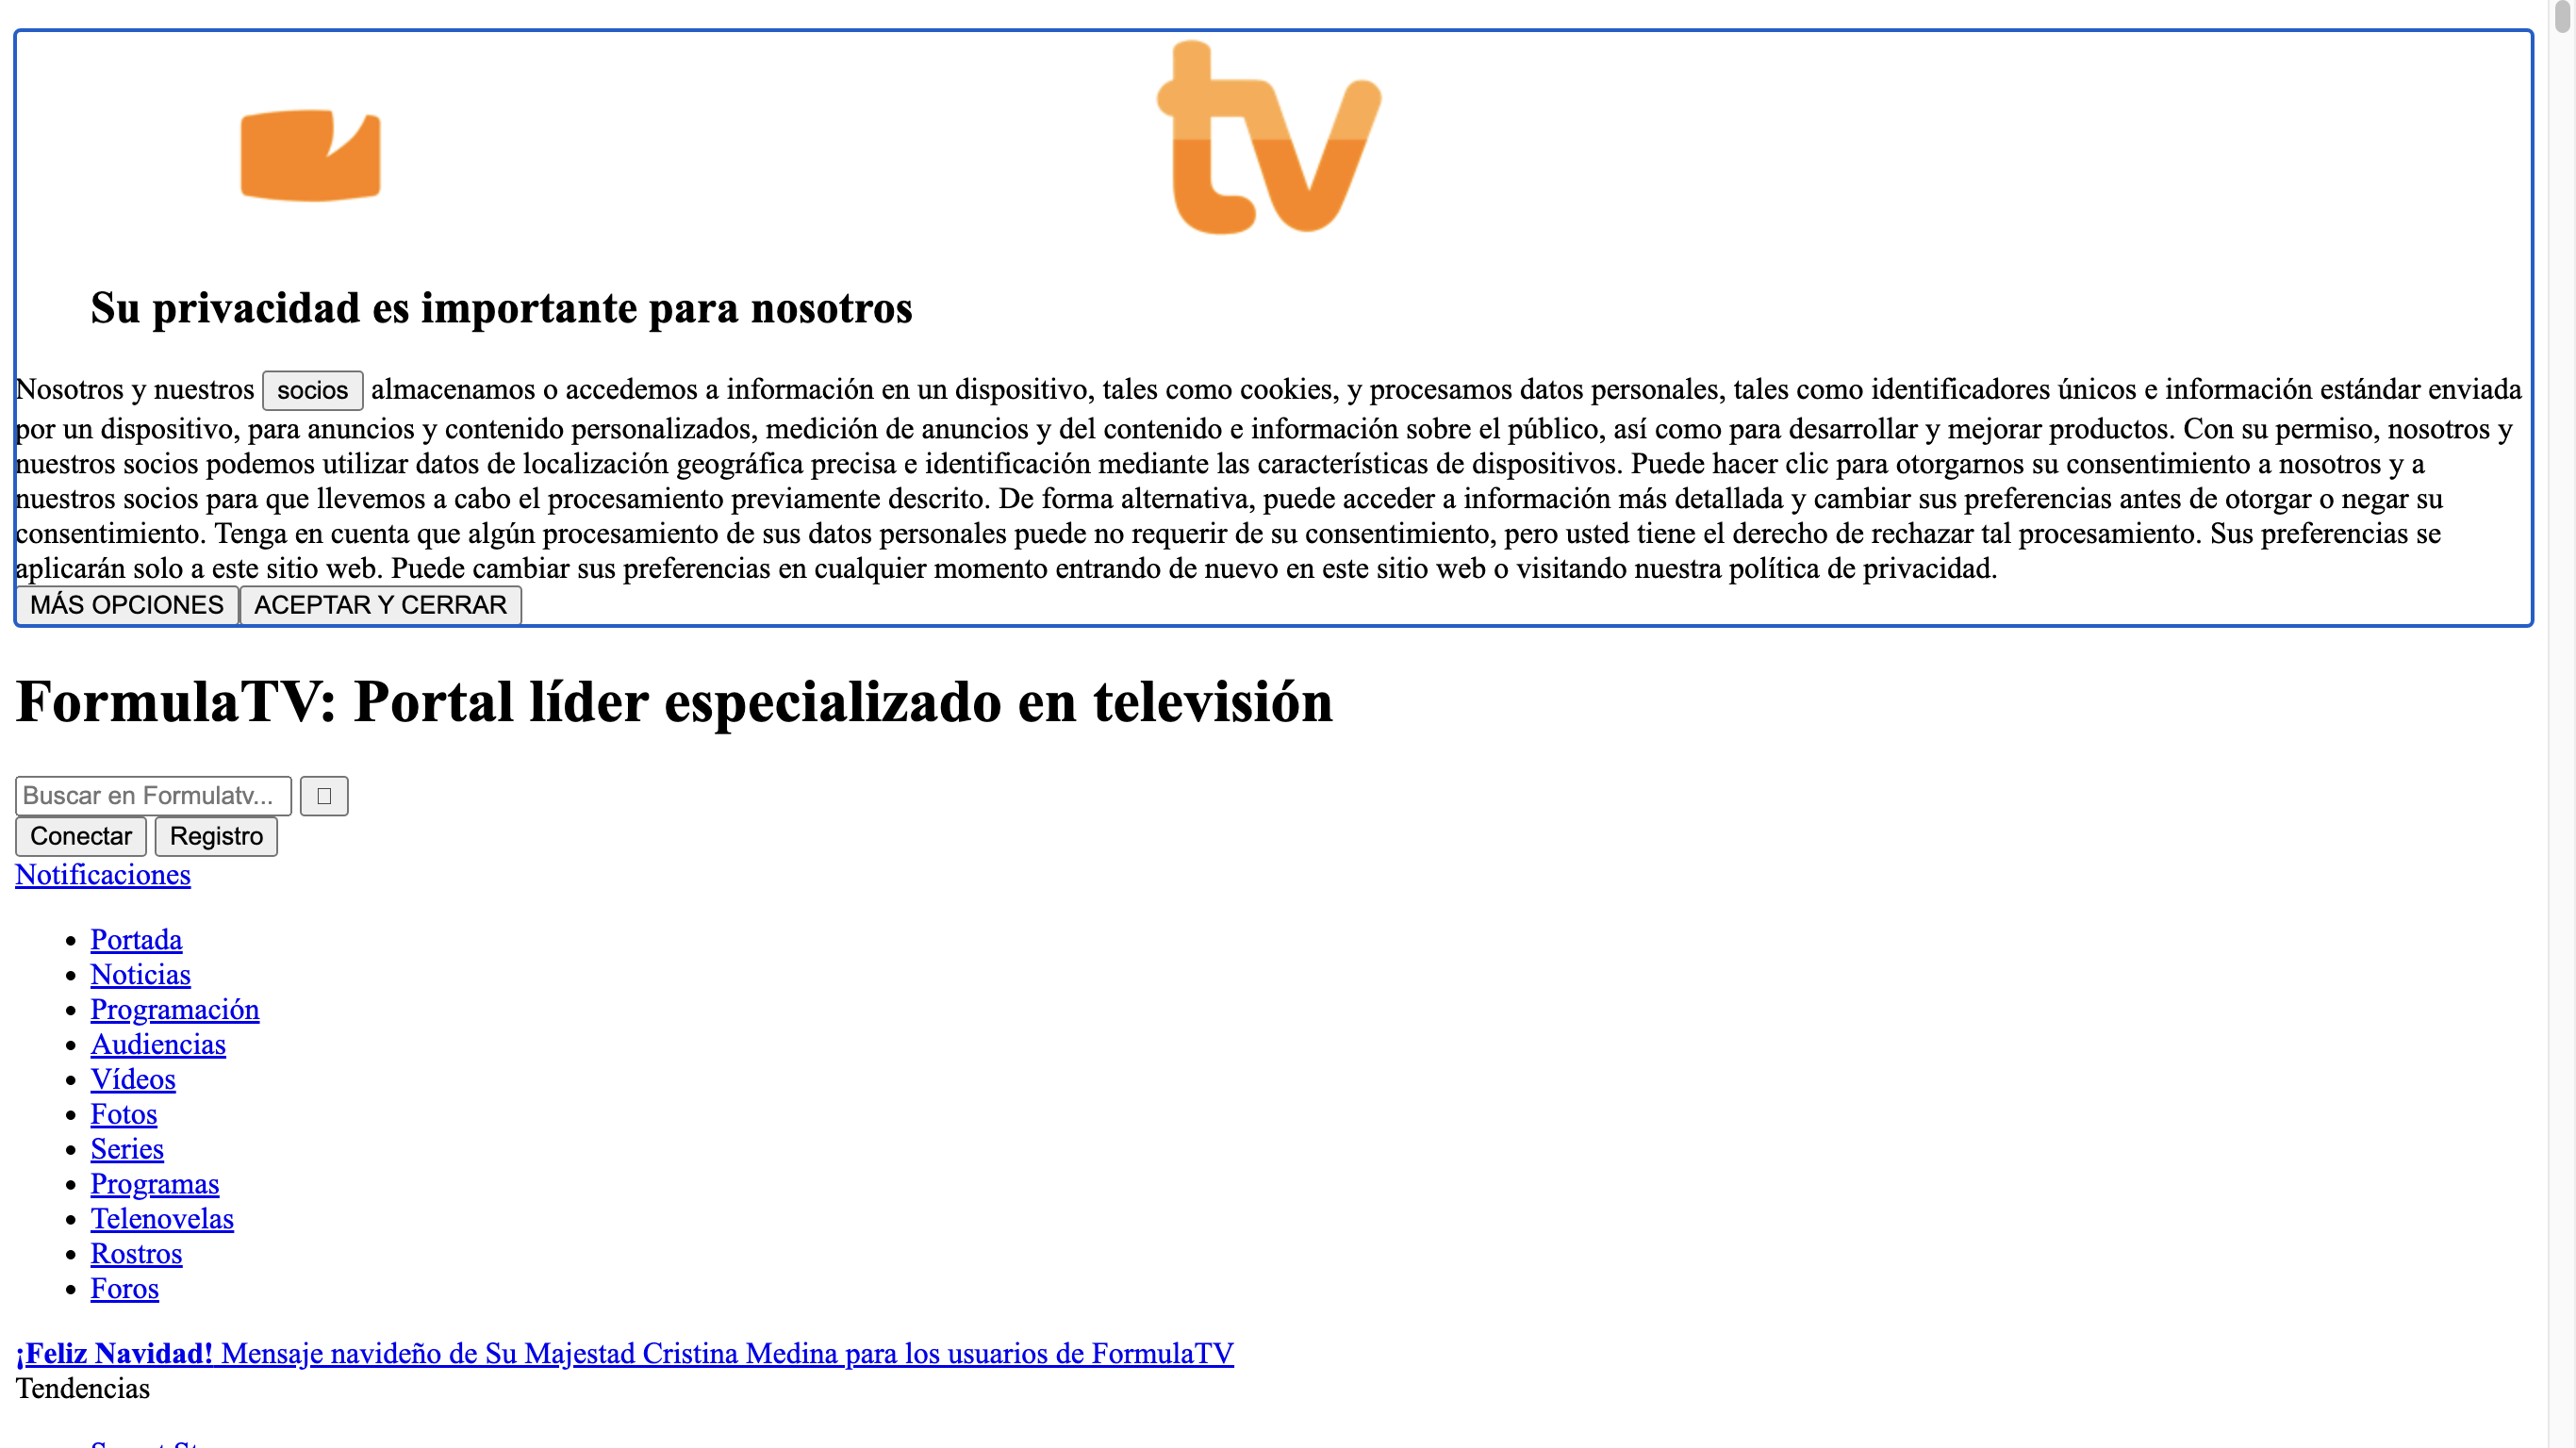 tv
Su privacidad es importante para nosotros
Nosotros y nuestros socios almacenamos o accedemos a información en un dispositivo, tales como cookies, y procesamos datos personales, tales como identificadores únicos e información estándar enviada
por un dispositivo, para anuncios y contenido personalizados, medición de anuncios y del contenido e información sobre el público, así como para desarrollar y mejorar productos. Con su permiso, nosotros y
nuestros socios podemos utilizar datos de localización geográfica precisa e identificación mediante las características de dispositivos. Puede hacer clic para otorgarnos su consentimiento a nosotros y a
nuestros socios para que llevemos a cabo el procesamiento previamente descrito. De forma alternativa, puede acceder a información más detallada y cambiar sus preferencias antes de otorgar o negar su
consentimiento. Tenga en cuenta que algún procesamiento de sus datos personales puede no requerir de su consentimiento, pero usted tiene el derecho de rechazar tal procesamiento. Sus preferencias se
aplicarán solo a este sitio web. Puede cambiar sus preferencias en cualquier momento entrando de nuevo en este sitio web o visitando nuestra política de privacidad.
MÁS OPCIONES ACEPTAR Y CERRAR
FormulaTV: Portal líder especializado en televisión
Buscar en Formulatv...
Conectar Registro
Notificaciones
• Portada
• Noticias
• Programación
• Audiencias
• Vídeos
• Fotos
• Series
• Programas
• Telenovelas
• Rostros
• Foros
¡Feliz Navidad! Mensaje navideño de Su Majestad Cristina Medina para los usuarios de FormulaTV
Tendencias